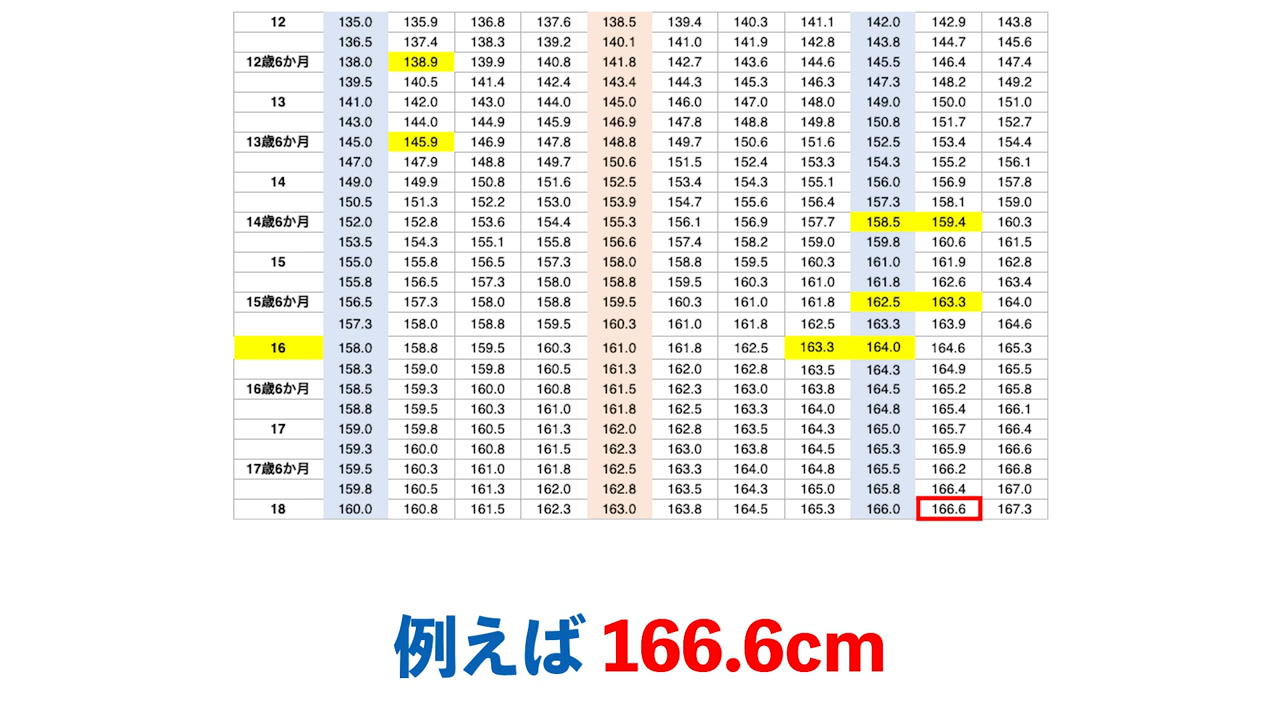 12 135.0 135.9 136.8 137.6 138.5 139.4 140.3 141.1 142.0 142.9 143.8
136.5 137.4 138.3 139.2 140.1 141.0 141.9 142.8 143.8 144.7 145.6
12歳6か月 138.0 138.9 139.9 140.8 141.8 142.7 143.6 144.6 145.5 146.4 147.4
139.5 140.5 141.4 142.4 143.4 144.3 145.3 146.3 147.3 148.2 149.2
13 141.0 142.0 143.0 144.0 145.0 146.0 147.0 148.0 149.0 150.0 151.0
143.0 144.0 144.9 145.9 146.9 147.8 148.8 149.8 150.8 151.7 152.7
13歳6か月 145.0 145.9 146.9 147.8 148.8 149.7 150.6 151.6 152.5 153.4 154.4
147.0 147.9 148.8 149.7 150.6 151.5 152.4 153.3 154.3 155.2 156.1
14 149.0 149.9 150.8 151.6 152.5 153.4 154.3 155.1 156.0 156.9 157.8
150.5 151.3 152.2 153.0 153.9 154.7 155.6 156.4 157.3 158.1 159.0
14歳6か月 152.0 152.8 153.6 154.4 155.3 156.1 156.9 157.7 158.5 159.4 160.3
153.5 154.3 155.1 155.8 156.6 157.4 158.2 159.0 159.8 160.6 161.5
15 155.0 155.8 156.5 157.3 158.0 158.8 159.5 160.3 161.0 161.9 162.8
155.8 156.5 157.3 158.0 158.8 159.5 160.3 161.0 161.8 162.6 163.4
15歳6か月 156.5 157.3 158.0 158.8 159.5 160.3 161.0 161.8 162.5 163.3 164.0
157.3 158.0 158.8 159.5 160.3 161.0 161.8 162.5 163.3 163.9 164.6
16 158.0 158.8 159.5 160.3 161.0 161.8 162.5 163.3 164.0 164.6 165.3
158.3 159.0 159.8 160.5 161.3 162.0 162.8 163.5 164.3 164.9 165.5
16歳6か月 158.5 159.3 160.0 160.8 161.5 162.3 163.0 163.8 164.5 165.2 165.8
158.8 159.5 160.3 161.0 161.8 162.5 163.3 164.0 164.8 165.4 166.1
17 159.0 159.8 160.5 161.3 162.0 162.8 163.5 164.3 165.0 165.7 166.4
159.3 160.0 160.8 161.5 162.3 163.0 163.8 164.5 165.3 165.9 166.6
17歳6か月 159.5 160.3 161.0 161.8 162.5 163.3 164.0 164.8 165.5 166.2 166.8
159.8 160.5 161.3 162.0 162.8 163.5 164.3 165.0 165.8 166.4 167.0
18 160.0 160.8 161.5 162.3 163.0 163.8 164.5 165.3 166.0 166.6 167.3
例えば 166.6cm